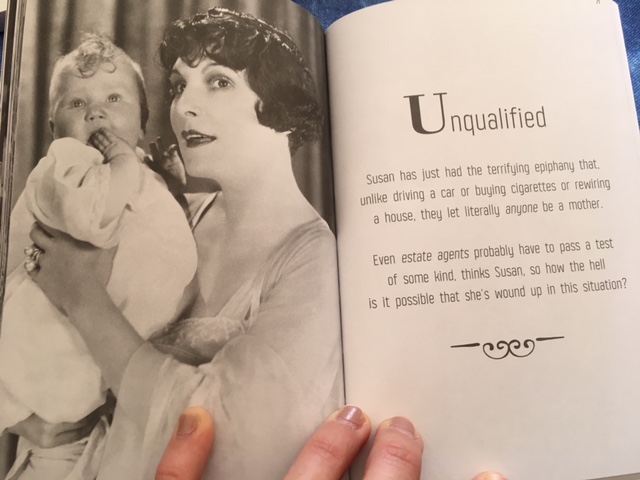 Unqualified
Susan has just had the terrifying epiphany that,
unlike driving a car or buying cigarettes or rewiring
a house, they let literally anyone be a mother.
Even estate agents probably have to pass a test
of some kind, thinks Susan, so how the hell
is it possible that she's wound up in this situation?